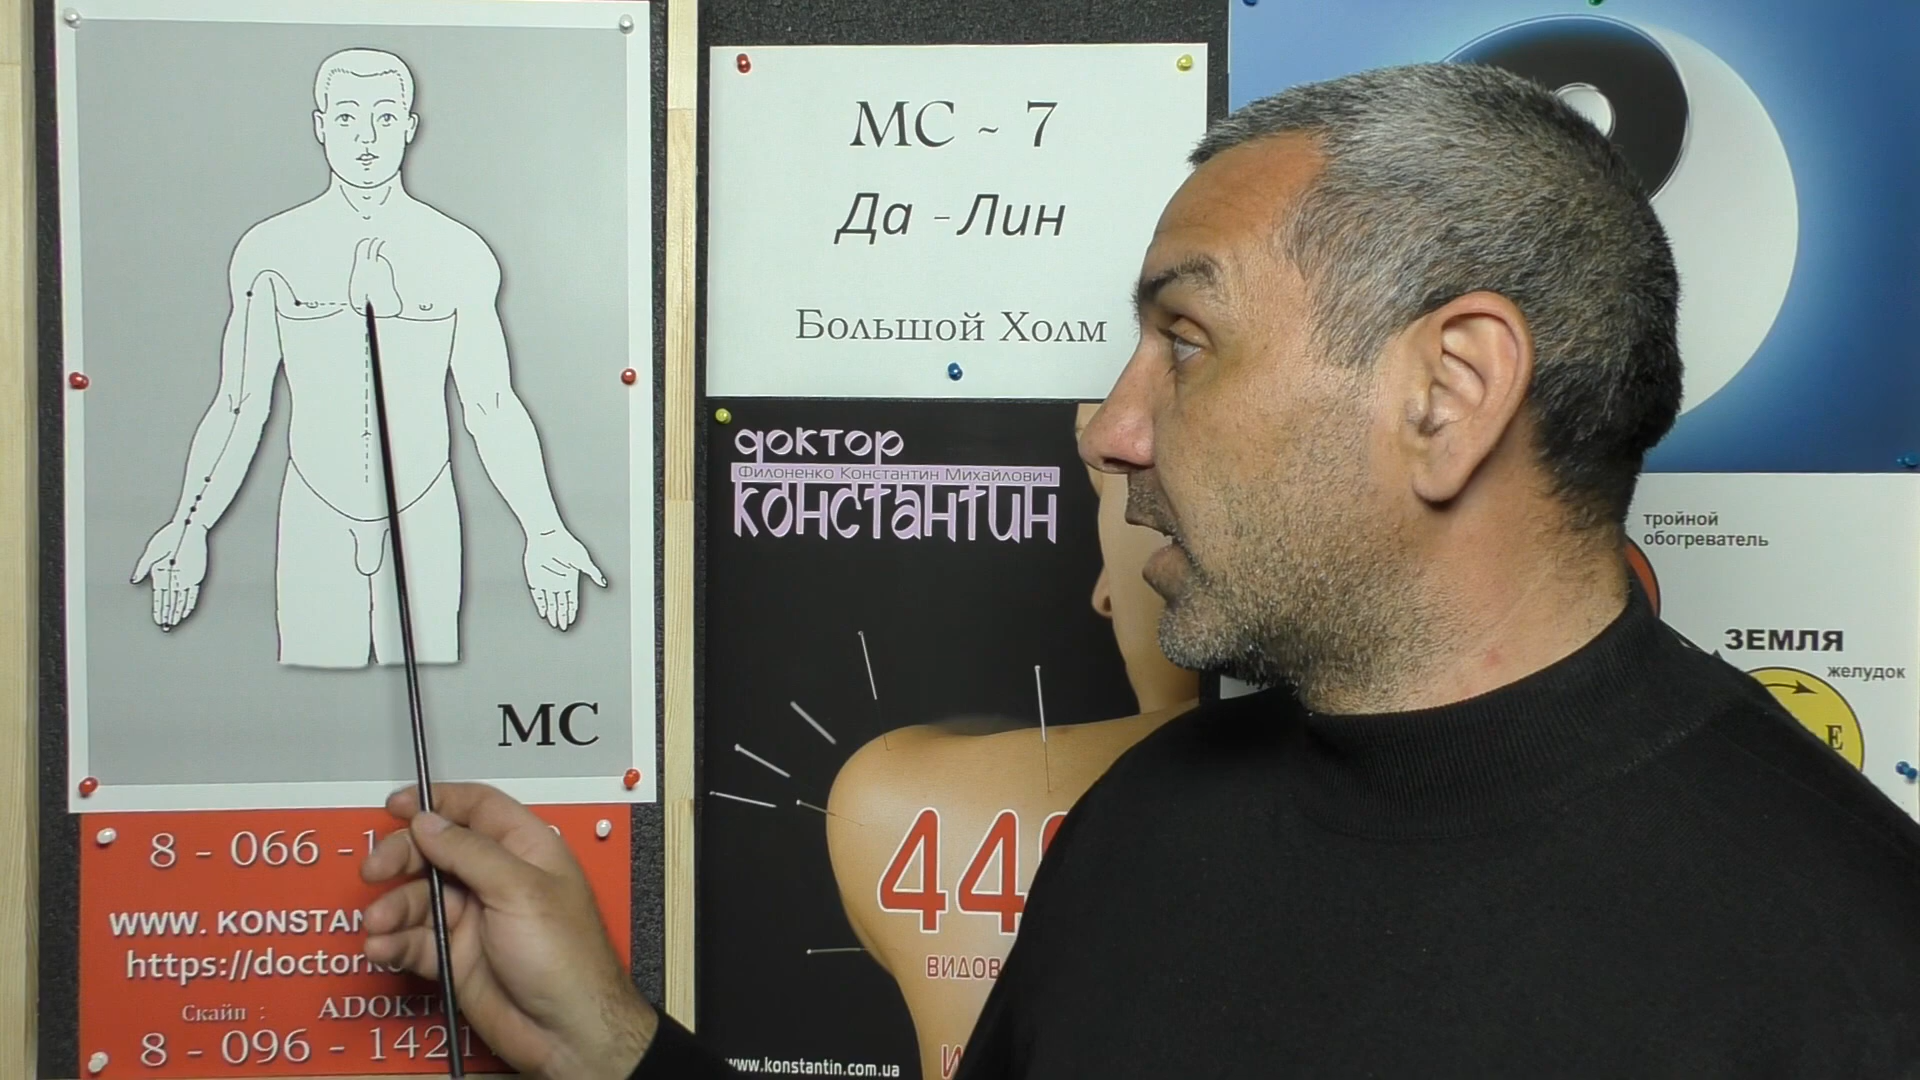 МС
МС ~ 7
Да - Лин
Большой Холм
доктор
Филоненко Константин Михайлович
константин
44
видов
www.konstantin.com.ua
8 - 066 - 1
WWW. KONSTAN
https://doctork
Скайп : ADOKT
8 - 096 - 1421
тройной
обогреватель
ЗЕМЛЯ
желудок
E